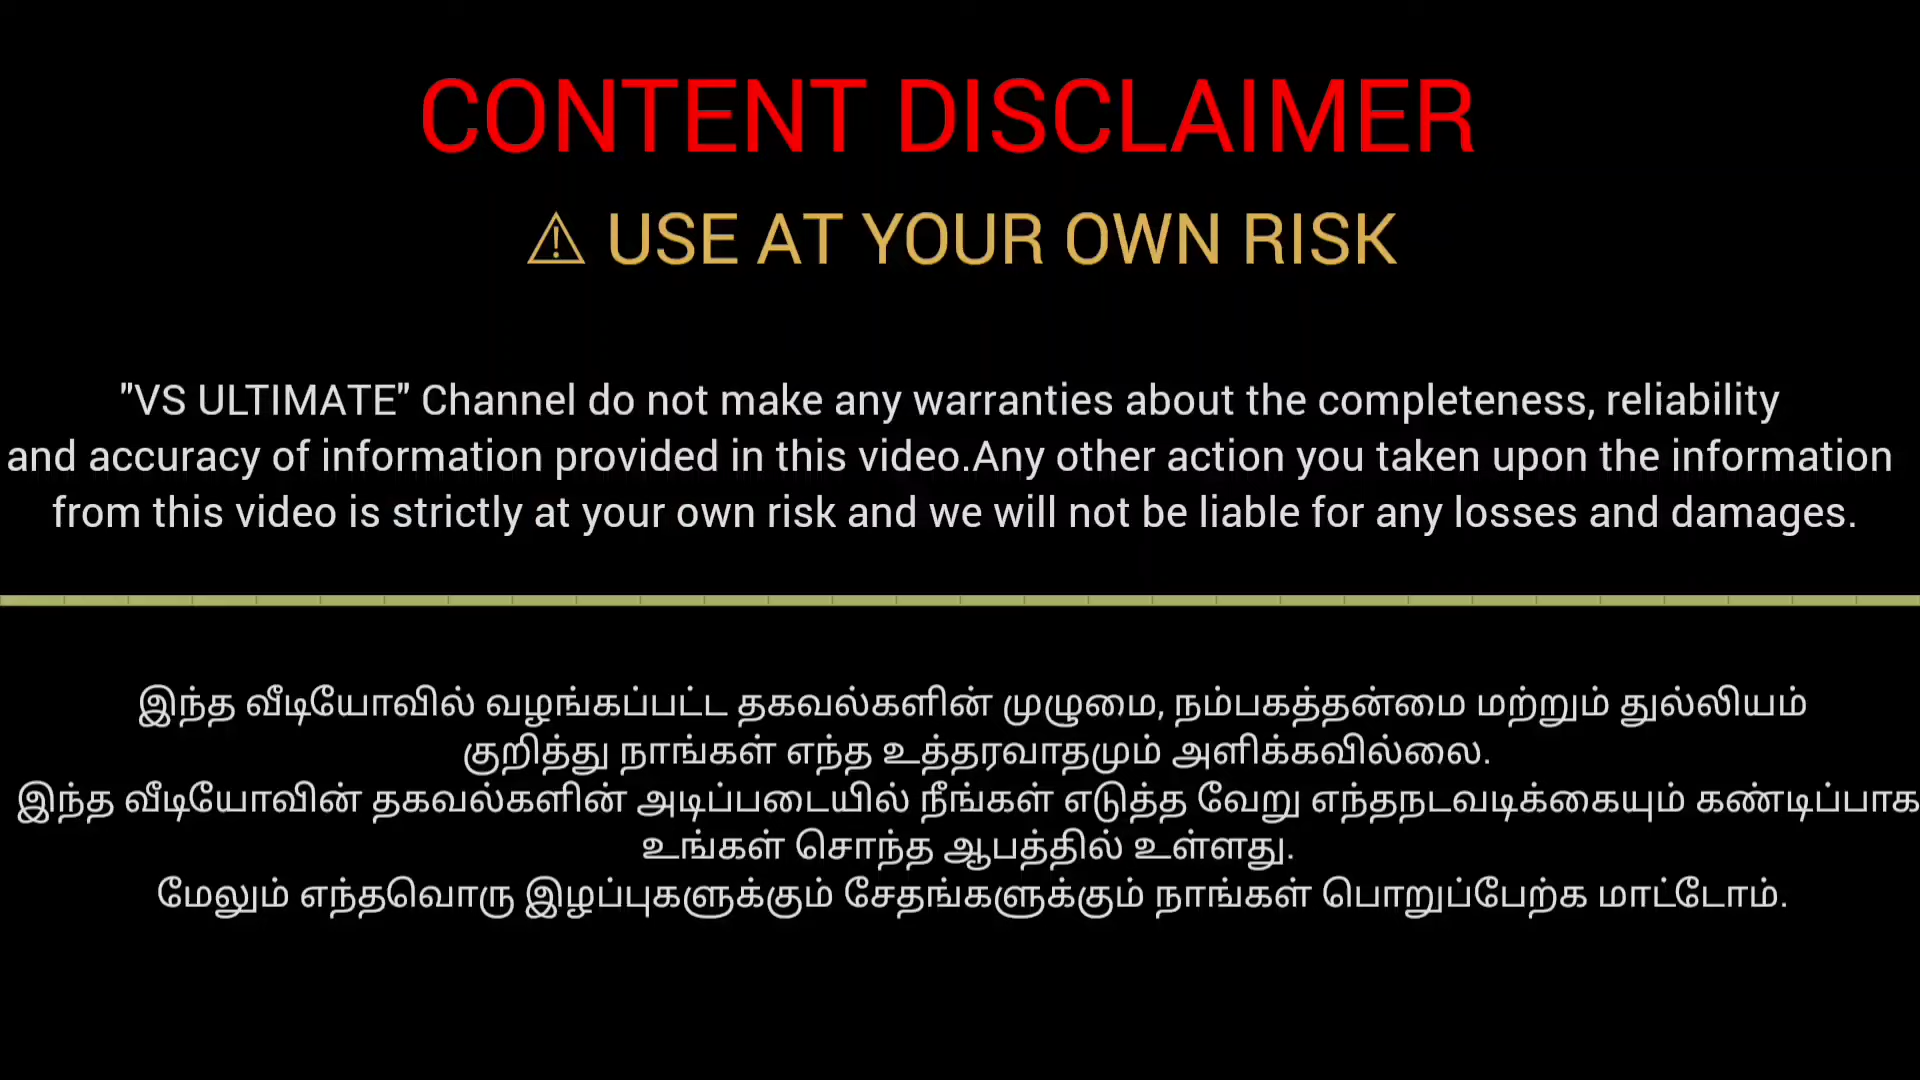 CONTENT DISCLAIMER
⚠ USE AT YOUR OWN RISK
"VS ULTIMATE" Channel do not make any warranties about the completeness, reliability
and accuracy of information provided in this video.Any other action you taken upon the information
from this video is strictly at your own risk and we will not be liable for any losses and damages.
இந்த வீடியோவில் வழங்கப்பட்ட தகவல்களின் முழுமை, நம்பகத்தன்மை மற்றும் துல்லியம்
குறித்து நாங்கள் எந்த உத்தரவாதமும் அளிக்கவில்லை.
இந்த வீடியோவின் தகவல்களின் அடிப்படையில் நீங்கள் எடுத்த வேறு எந்தநடவடிக்கையும் கண்டிப்பாக
உங்கள் சொந்த ஆபத்தில் உள்ளது.
மேலும் எந்தவொரு இழப்புகளுக்கும் சேதங்களுக்கும் நாங்கள் பொறுப்பேற்க மாட்டோம்.